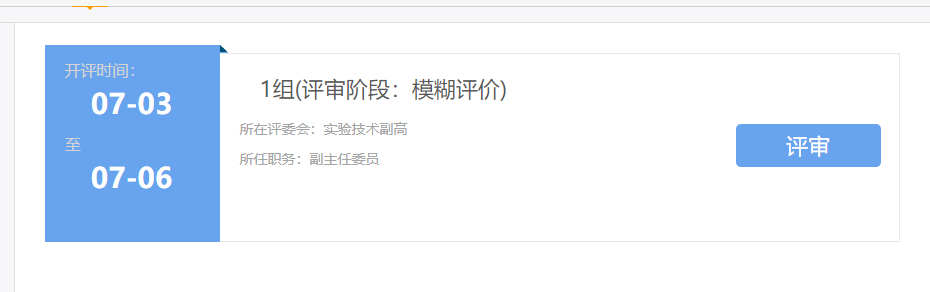 开评时间：
07-03
至
07-06
1组(评审阶段：模糊评价)
所在评委会：实验技术副高
所任职务：副主任委员
评审